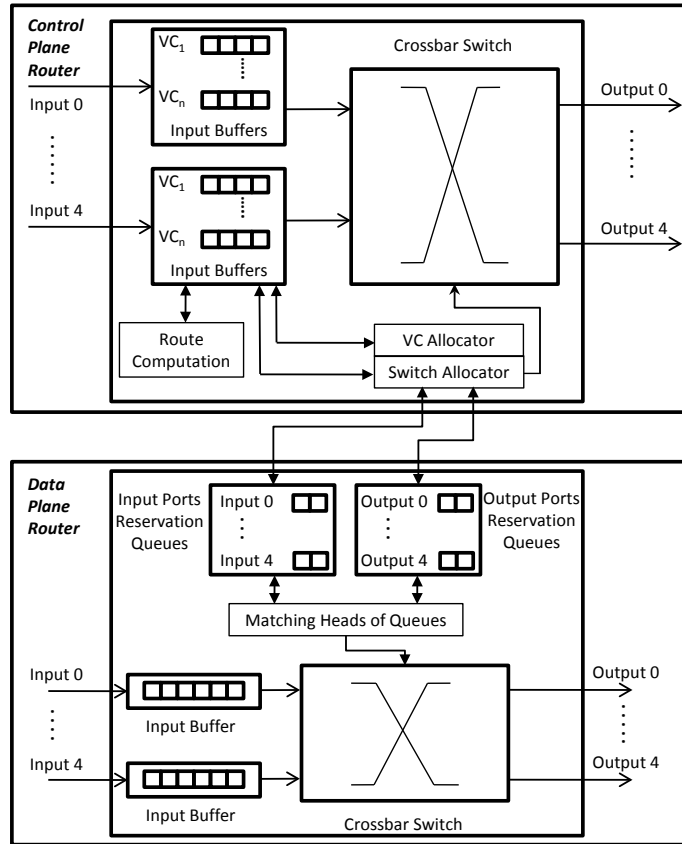 Control
Plane
Router
Input 0
Input 4
VC1
VCn
Input Buffers
VC1
VCn
Input Buffers
Crossbar Switch
Output 0
Output 4
Route
Computation
VC Allocator
Switch Allocator
Data
Plane
Router
Input Ports
Reservation
Queues
Input 0
Input 4
Output 0
Output 4
Output Ports
Reservation
Queues
Matching Heads of Queues
Input 0
Input 4
Input Buffer
Input Buffer
Crossbar Switch
Output 0
Output 4